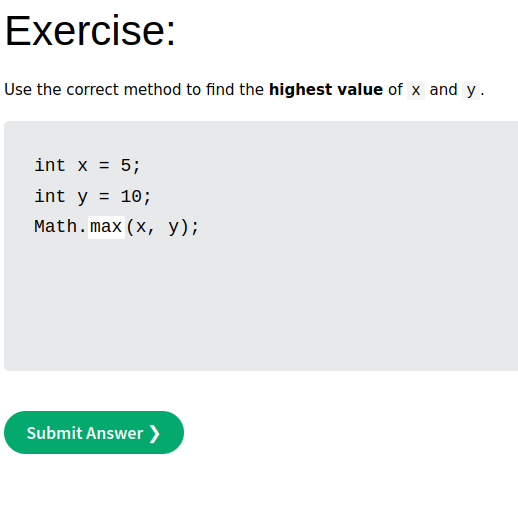 Exercise:
Use the correct method to find the highest value of x and y.
int x = 5;
int y = 10;
Math.max(x, y);
Submit Answer ❯